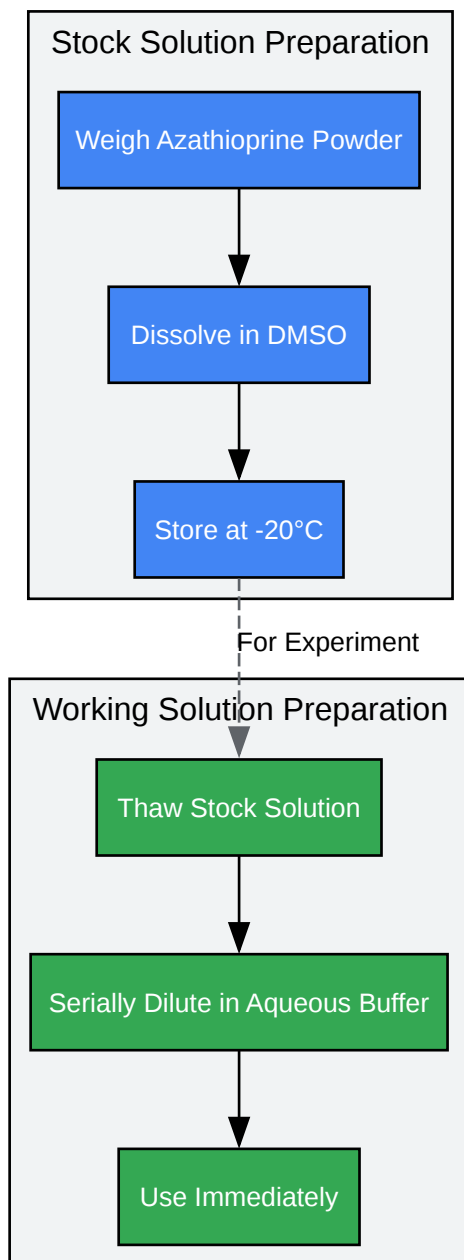 Stock Solution Preparation
Weigh Azathioprine Powder
Dissolve in DMSO
Store at -20°C
For Experiment
Working Solution Preparation
Thaw Stock Solution
Serially Dilute in Aqueous Buffer
Use Immediately